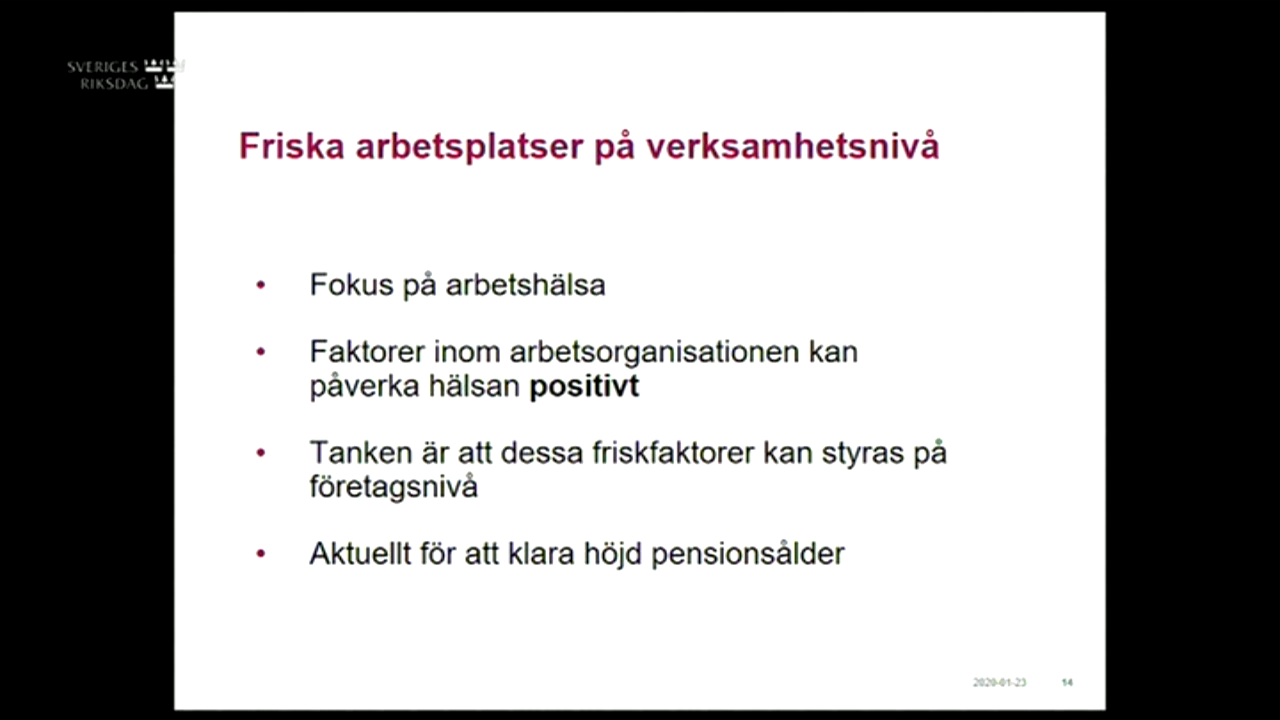 SVERIGES
RIKSDAG
Friska arbetsplatser på verksamhetsnivå
• Fokus på arbetshälsa
• Faktorer inom arbetsorganisationen kan
påverka hälsan positivt
• Tanken är att dessa friskfaktorer kan styras på
företagsnivå
• Aktuellt för att klara höjd pensionsålder
2020-01-23 14